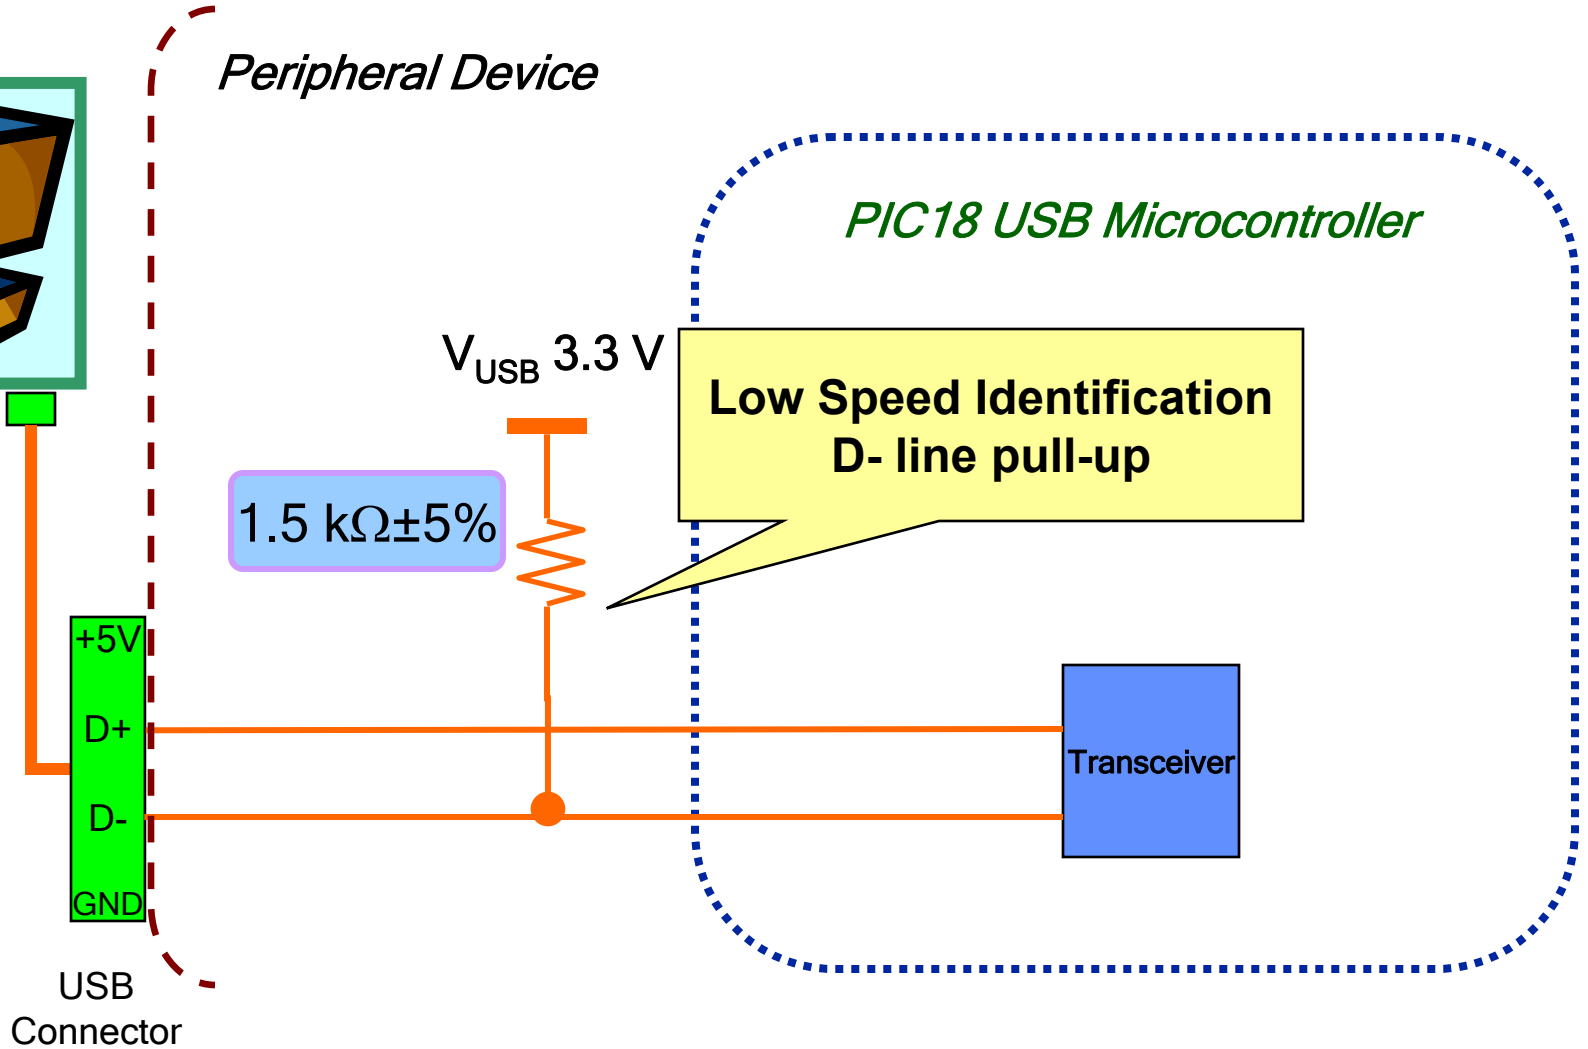 Peripheral Device
PIC18 USB Microcontroller
V_USB 3.3 V
Low Speed Identification
D- line pull-up
1.5 kΩ±5%
+5V
D+
Transceiver
D-
GND
USB
Connector